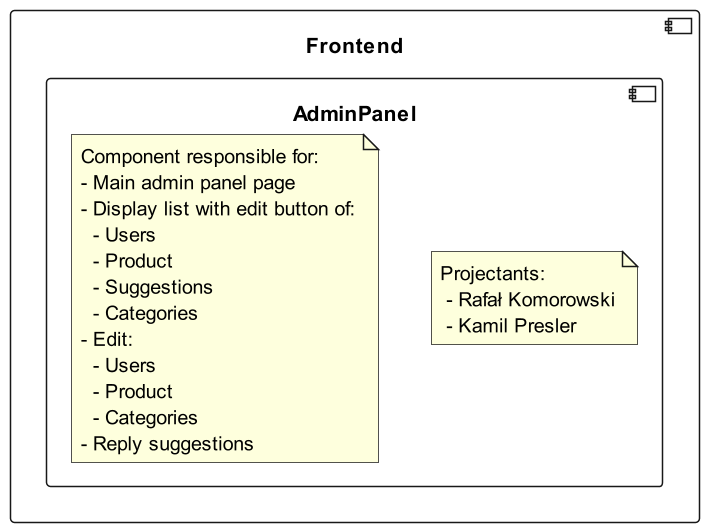 Frontend
AdminPanel
Component responsible for:
- Main admin panel page
- Display list with edit button of:
- Users
- Product
- Suggestions
- Categories
- Edit:
- Users
- Product
- Categories
- Reply suggestions
Projectants:
- Rafał Komorowski
- Kamil Presler